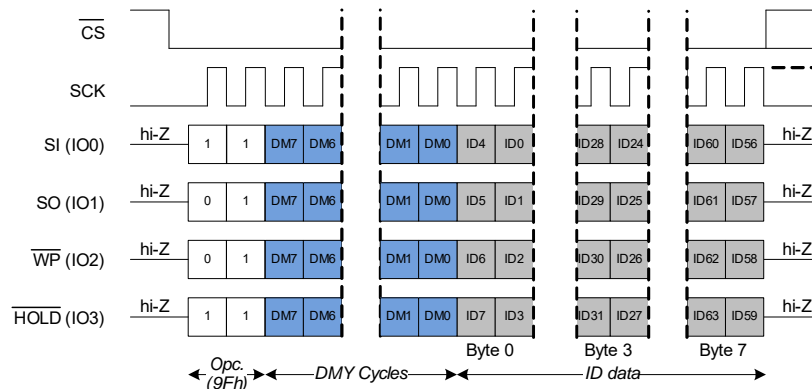 CS
SCK
SI (IO0) hi-Z 1 1 DM7 DM6 DM1 DM0 ID4 ID0 ID28 ID24 ID60 ID56 hi-Z
SO (IO1) hi-Z 0 1 DM7 DM6 DM1 DM0 ID5 ID1 ID29 ID25 ID61 ID57 hi-Z
WP (IO2) hi-Z 0 1 DM7 DM6 DM1 DM0 ID6 ID2 ID30 ID26 ID62 ID58 hi-Z
HOLD (IO3) hi-Z 1 1 DM7 DM6 DM1 DM0 ID7 ID3 ID31 ID27 ID63 ID59 hi-Z
Byte 0 Byte 3 Byte 7
Opc. DMY Cycles ID data
(9Fh)